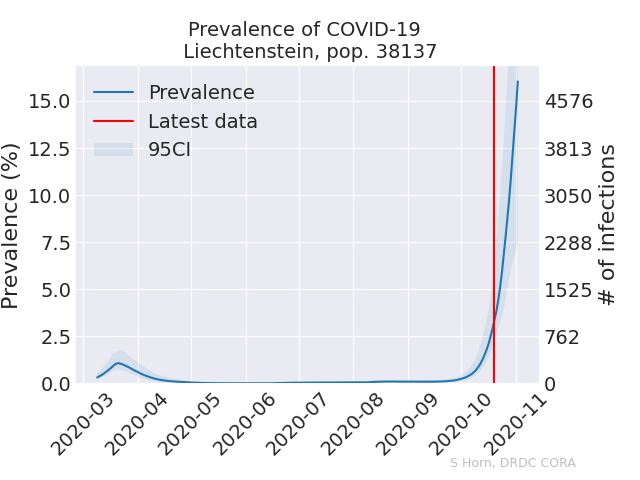 Prevalence of COVID-19
Liechtenstein, pop. 38137
Prevalence
Latest data
95CI
Prevalence (%)
15.0
12.5
10.0
7.5
5.0
2.5
0.0
4576
3813
3050
2288
1525
762
0
# of infections
2020-03
2020-04
2020-05
2020-06
2020-07
2020-08
2020-09
2020-10
2020-11
S Horn, DRDC CORA